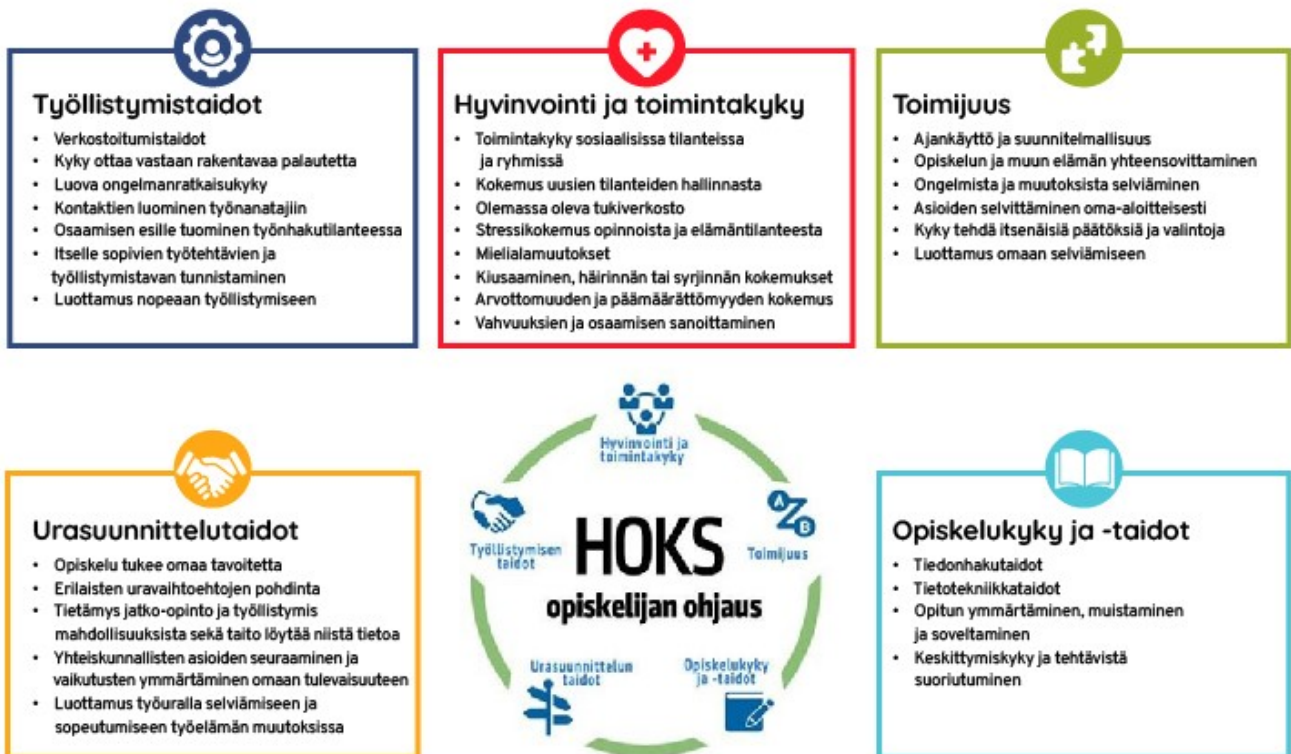 Työllistymistaidot
• Verkostoitumistaidot
• Kyky ottaa vastaan rakentavaa palautetta
• Luova ongelmanratkaisukyky
• Kontaktien luominen työnanatajiin
• Osaamisen esille tuominen työnhakutilanteessa
• Itselle sopivien työtehtävien ja
työllistymistavan tunnistaminen
• Luottamus nopeaan työllistymiseen
Hyvinvointi ja toimintakyky
• Toimintakyky sosiaalisissa tilanteissa
ja ryhmissä
• Kokemus uusien tilanteiden hallinnasta
• Olemassa oleva tukiverkosto
• Stressikokemus opinnoista ja elämäntilanteesta
• Mielialamuutokset
• Kiusaaminen, häirinnän tai syrjinnän kokemukset
• Arvottomuuden ja päämäärättömyyden kokemus
• Vahvuuksien ja osaamisen sanoittaminen
Toimijuus
• Ajankäyttö ja suunnitelmallisuus
• Opiskelun ja muun elämän yhteensovittaminen
• Ongelmista ja muutoksista selviäminen
• Asioiden selvittäminen oma-aloitteisesti
• Kyky tehdä itsenäisiä päätöksiä ja valintoja
• Luottamus omaan selviämiseen
Urasuunnittelutaidot
• Opiskelu tukee omaa tavoitetta
• Erilaisten uravaihtoehtojen pohdinta
• Tietämys jatko-opinto ja työllistymis
mahdollisuuksista sekä taito löytää niistä tietoa
• Yhteiskunnallisten asioiden seuraaminen ja
vaikutusten ymmärtäminen omaan tulevaisuuteen
• Luottamus työuralla selviämiseen ja
sopeutumiseen työelämän muutoksissa
Hyvinvointi ja
toimintakyky
Työllistymisen
taidot
HOKS
opiskelijan ohjaus
A
B
Toimijuus
Urasuunnittelun
taidot
Opiskelukyky
ja -taidot
Opiskelukyky ja -taidot
• Tiedonhakutaidot
• Tietotekniikkataidot
• Opitun ymmärtäminen, muistaminen
ja soveltaminen
• Keskittymiskyky ja tehtävistä
suoriutuminen